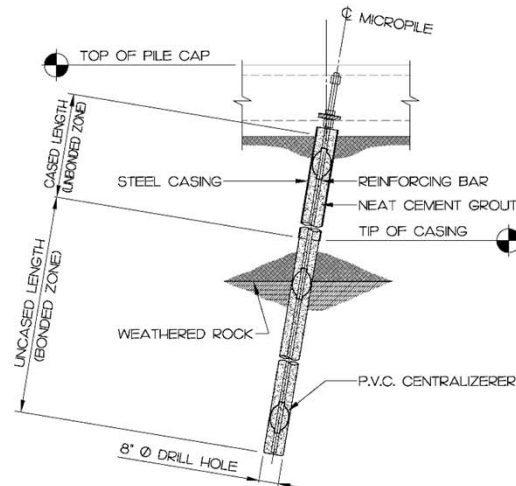 ℄ MICROPILE
TOP OF PILE CAP
CASED LENGTH
(UNBONDED ZONE)
STEEL CASING
REINFORCING BAR
NEAT CEMENT GROUT
TIP OF CASING
UNCASED LENGTH
(BONDED ZONE)
WEATHERED ROCK
P.V.C. CENTRALIZERER
8" Ø DRILL HOLE